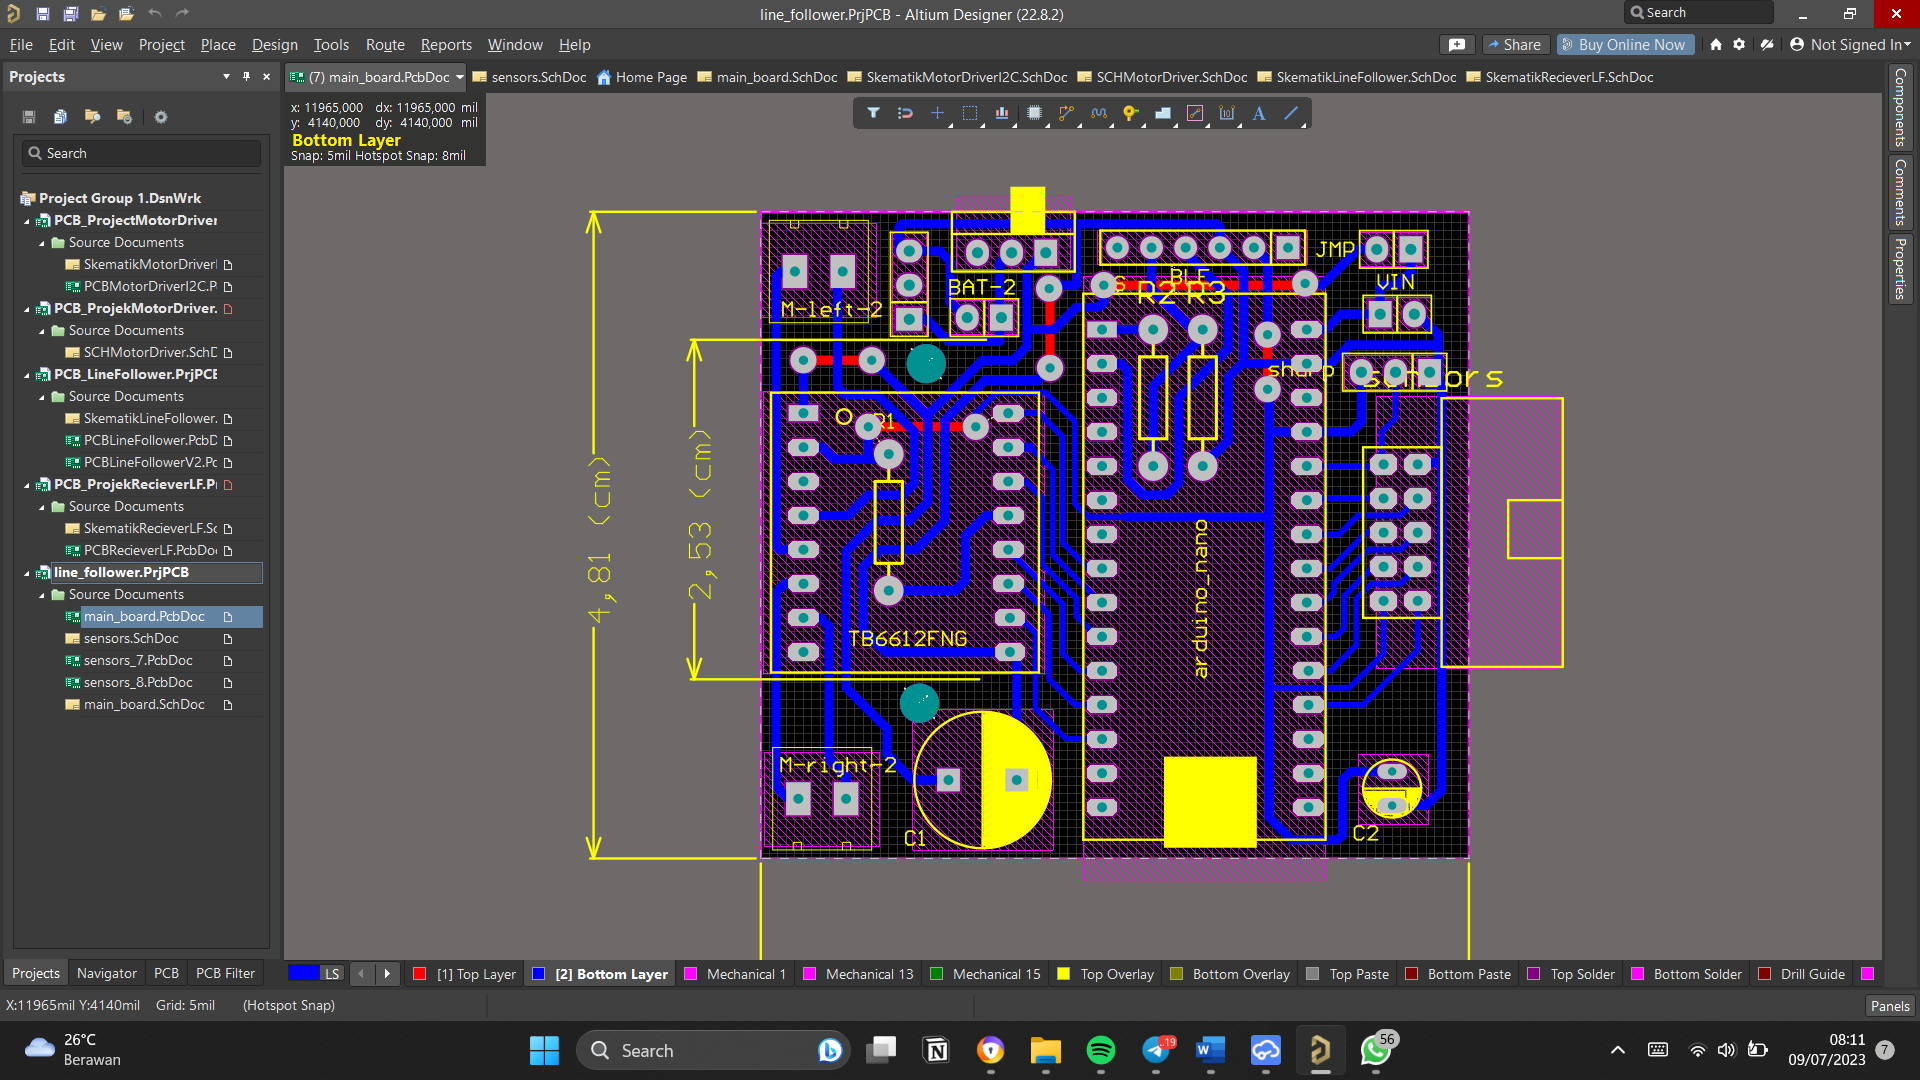 line_follower.PrjPCB - Altium Designer (22.8.2)
Search
File Edit View Project Place Design Tools Route Reports Window Help
Share
Buy Online Now
Not Signed In
Projects
(7) main_board.PcbDoc
sensors.SchDoc
Home Page
main_board.SchDoc
SkematikMotorDriverI2C.SchDoc
SCHMotorDriver.SchDoc
SkematikLineFollower.SchDoc
SkematikRecieverLF.SchDoc
x: 11965,000 dx: 11965,000 mil
y: 4140,000 dy: 4140,000 mil
Bottom Layer
Snap: 5mil Hotspot Snap: 8mil
Components
Comments
Properties
Search
Project Group 1.DsnWrk
PCB_ProjectMotorDriver
Source Documents
SkematikMotorDriverI
PCBMotorDriverI2C.P
PCB_ProjekMotorDriver.
Source Documents
SCHMotorDriver.SchD
PCB_LineFollower.PrjPCB
Source Documents
SkematikLineFollower.
PCBLineFollower.PcbD
PCBLineFollowerV2.Pc
PCB_ProjekRecieverLF.Pr
Source Documents
SkematikRecieverLF.Sc
PCBRecieverLF.PcbDoc
line_follower.PrjPCB
Source Documents
main_board.PcbDoc
sensors.SchDoc
sensors_7.PcbDoc
sensors_8.PcbDoc
main_board.SchDoc
M-left-2
BAT-2
BLE
R2
R3
JMP
VIN
sharp
sensors
R1
4,81 (cm)
2,53 (cm)
TB6612FNG
arduino_nano
M-right-2
C1
C2
Projects Navigator PCB PCB Filter
LS
[1] Top Layer
[2] Bottom Layer
Mechanical 1
Mechanical 13
Mechanical 15
Top Overlay
Bottom Overlay
Top Paste
Bottom Paste
Top Solder
Bottom Solder
Drill Guide
X:11965mil Y:4140mil Grid: 5mil (Hotspot Snap)
Panels
26°C
Berawan
Search
19
56
08:11
09/07/2023
7